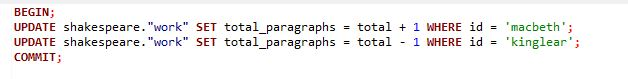 BEGIN;
UPDATE shakespeare."work" SET total_paragraphs = total + 1 WHERE id = 'macbeth';
UPDATE shakespeare."work" SET total_paragraphs = total - 1 WHERE id = 'kinglear';
COMMIT;